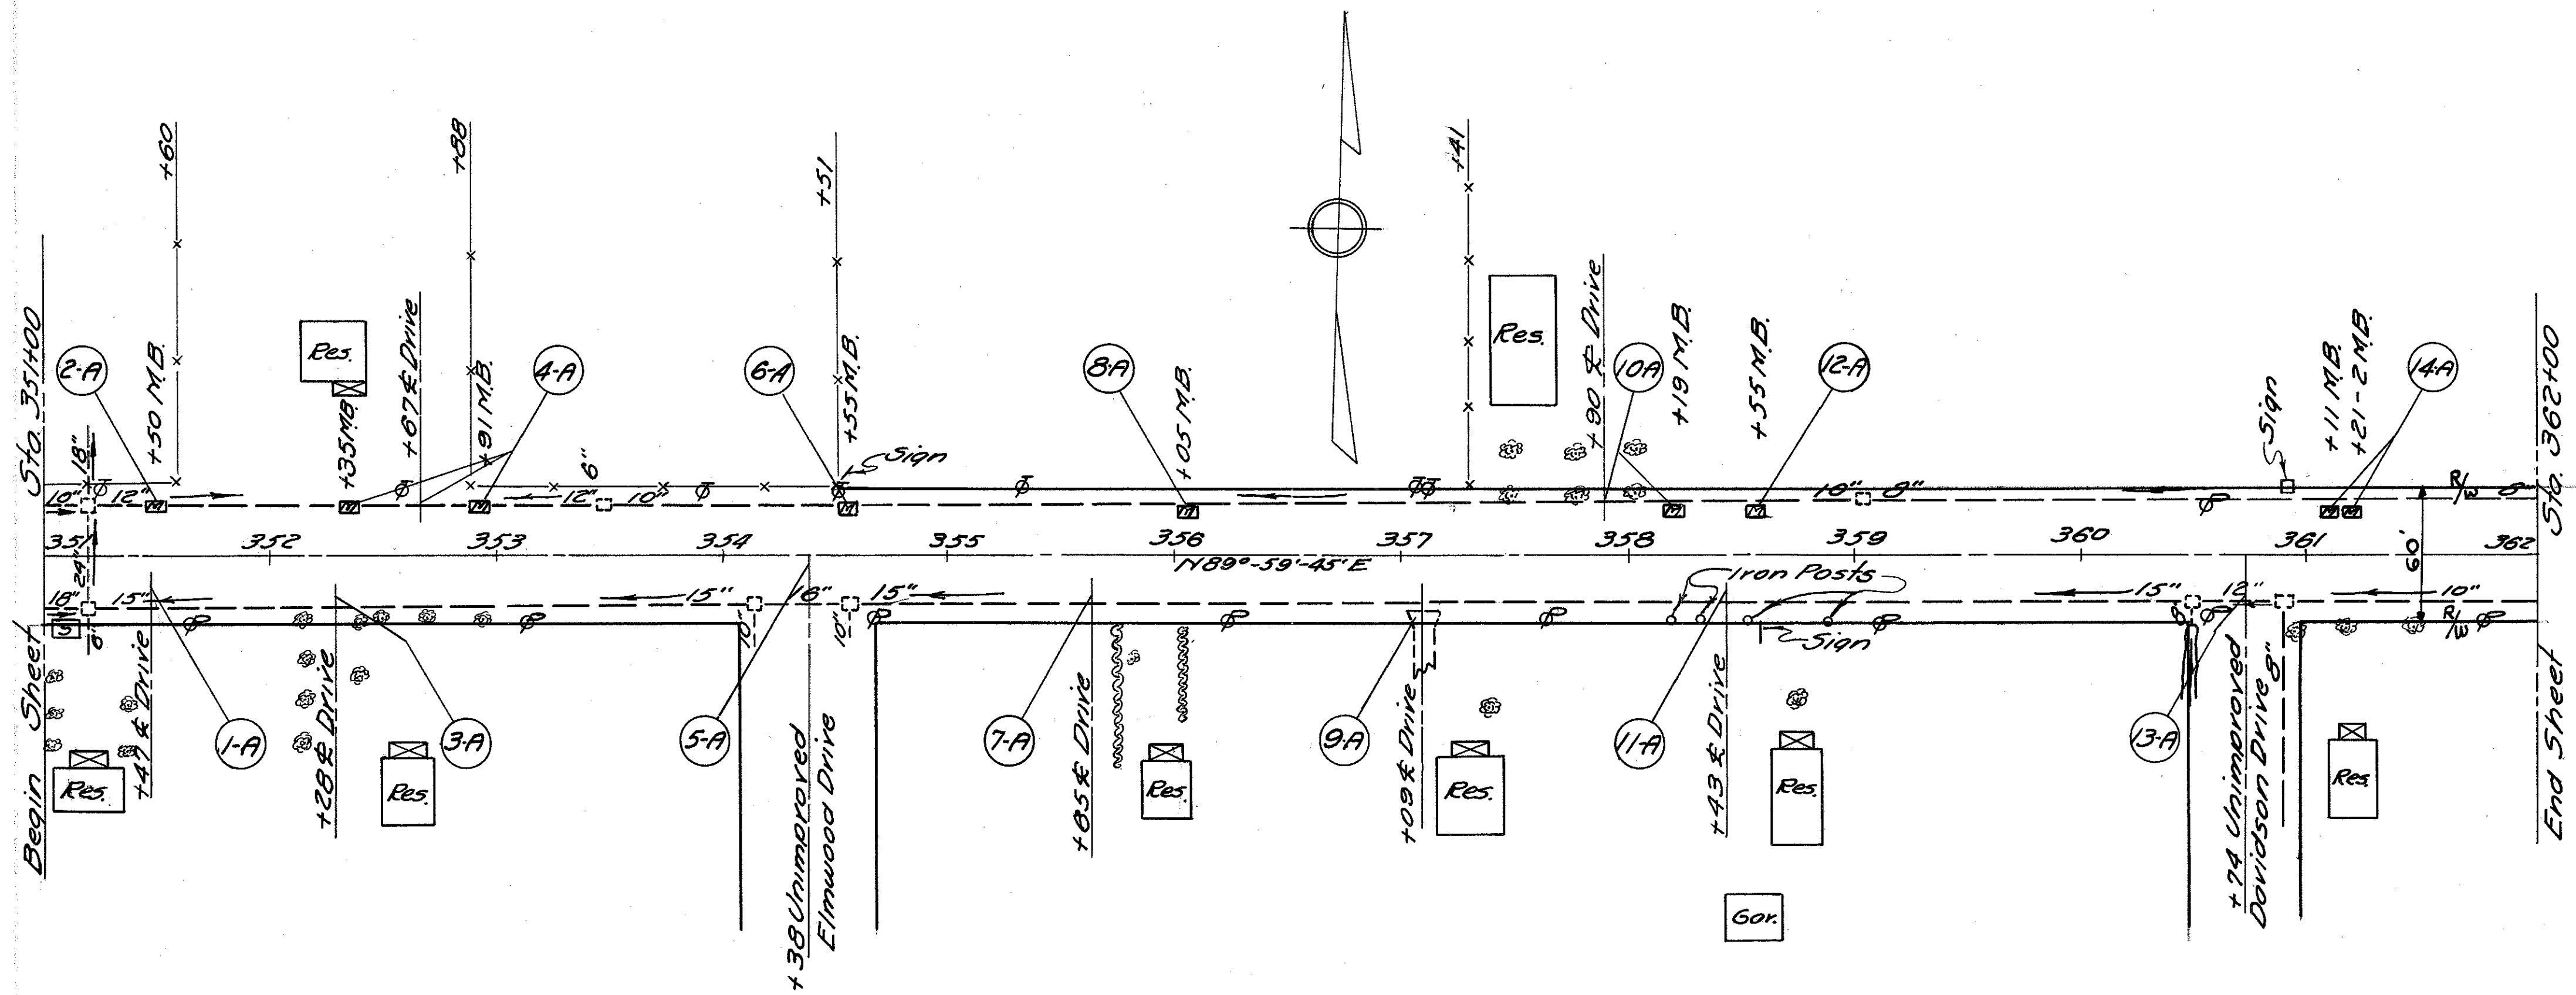 +60
+88
+51
+41
Sta. 351+00
2-A
+50 M.B.
Res.
+35 M.B.
+67 ℄ Drive
+91 M.B.
4-A
6-A
+55 M.B.
Sign
8-A
+05 M.B.
Res.
+90 ℄ Drive
10-A
+19 M.B.
+55 M.B.
12-A
Sign
+11 M.B.
+21-2 M.B.
14-A
Sta. 362+00
18"
10"
12"
6"
12"
10"
10"
8"
R/W
8"
351
352
353
354
355
356
357
358
359
360
361
362
N89°-59'-45"E
60'
24"
18"
15"
15"
16"
15"
Iron Posts
15"
12"
10"
S
8"
10"
10"
Sign
8"
R/W
Begin Sheet
+47 ℄ Drive
1-A
+28 ℄ Drive
3-A
5-A
+38 Unimproved
Elmwood Drive
7-A
+85 ℄ Drive
9-A
+09 ℄ Drive
11-A
+43 ℄ Drive
13-A
+74 Unimproved
Davidson Drive
8"
End Sheet
Res.
Res.
Res.
Res.
Res.
Res.
Gar.